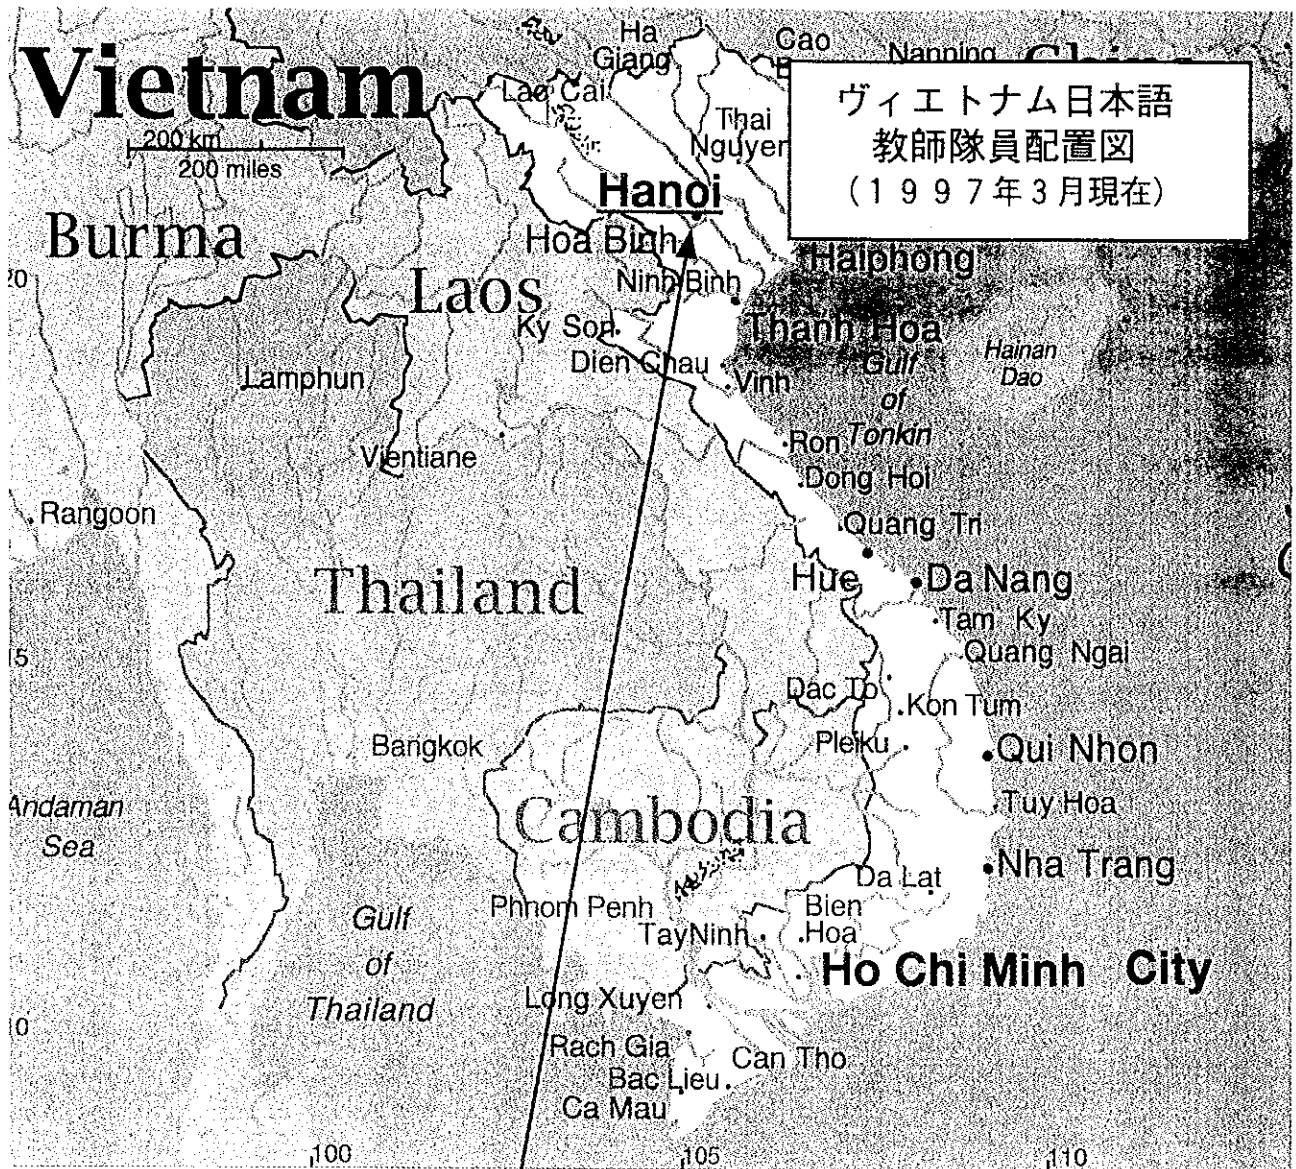 Vietnam
200 km
200 miles
Ha
Giang
Cao
Nanning
Lao Cai
Thai
Nguyen
ヴィエトナム日本語
教師隊員配置図
（１９９７年３月現在）
Hanoi
Burma
Hoa Binh
Haiphong
20
Laos
Ninh Binh
Ky Son
Thanh Hoa
Dien Chau
Gulf
of
Tonkin
Hainan
Dao
Lamphun
Vinh
Ron
Vientiane
Dong Hoi
Rangoon
Quang Tri
Thailand
Hue
Da Nang
Tam Ky
15
Quang Ngai
Dac To
Kon Tum
Bangkok
Pleiku
Qui Nhon
Andaman
Sea
Cambodia
Tuy Hoa
Nha Trang
Da Lat
Phnom Penh
Bien
Hoa
Gulf
of
Thailand
TayNinh
Ho Chi Minh City
Long Xuyen
10
Rach Gia
Can Tho
Bac Lieu
Ca Mau
100
105
110